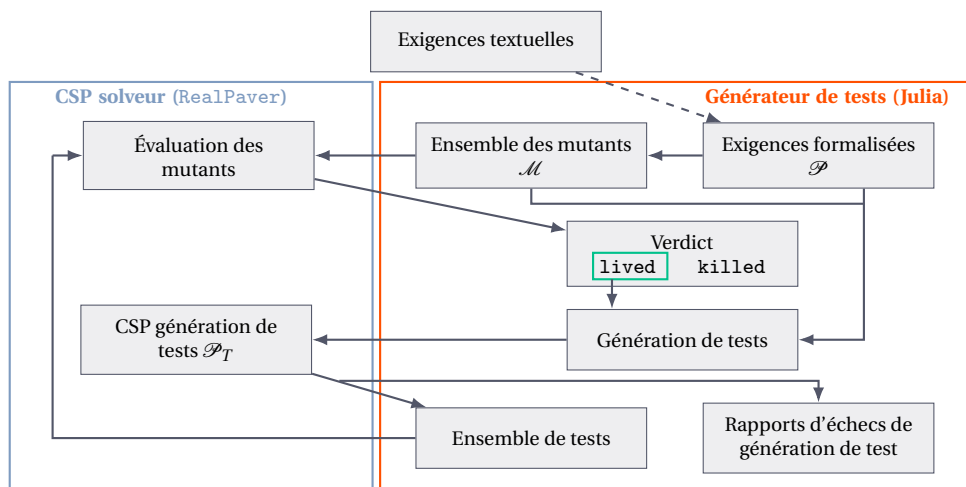 Exigences textuelles
CSP solveur (RealPaver)
Générateur de tests (Julia)
Évaluation des
mutants
Ensemble des mutants
ℳ
Exigences formalisées
𝒫
Verdict
lived killed
CSP génération de
tests 𝒫_T
Génération de tests
Ensemble de tests
Rapports d'échecs de
génération de test